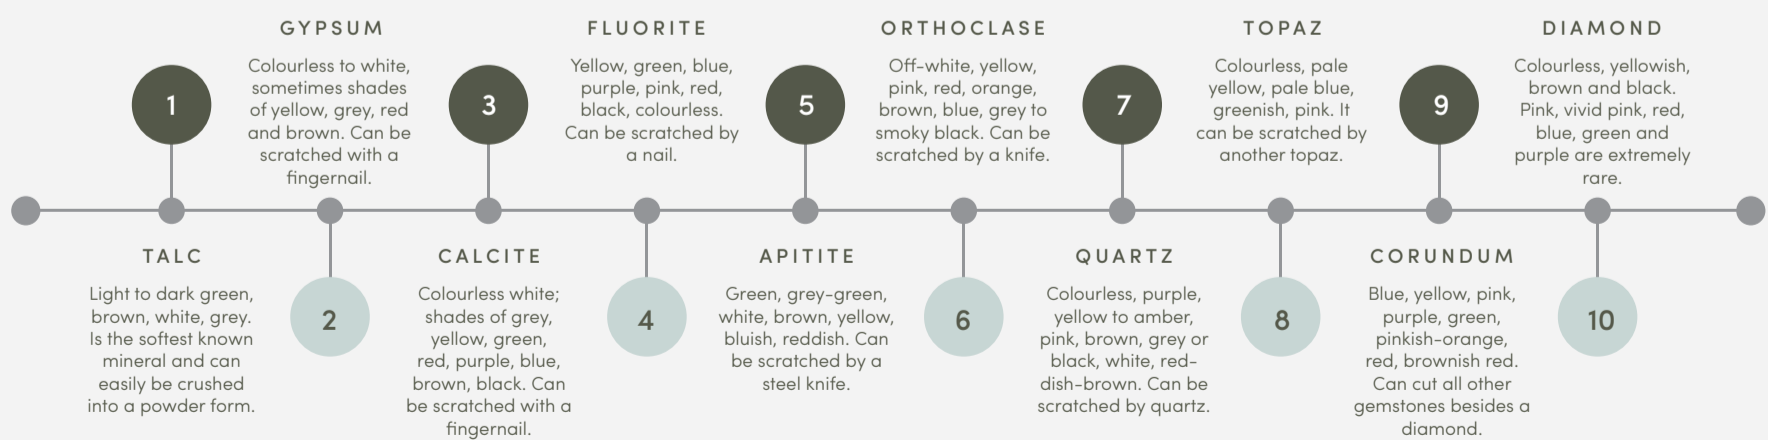 GYPSUM
Colourless to white,
sometimes shades
of yellow, grey, red
and brown. Can be
scratched with a
fingernail.
FLUORITE
Yellow, green, blue,
purple, pink, red,
black, colourless.
Can be scratched by
a nail.
ORTHOCLASE
Off-white, yellow,
pink, red, orange,
brown, blue, grey to
smoky black. Can be
scratched by a knife.
TOPAZ
Colourless, pale
yellow, pale blue,
greenish, pink. It
can be scratched by
another topaz.
DIAMOND
Colourless, yellowish,
brown and black.
Pink, vivid pink, red,
blue, green and
purple are extremely
rare.
1
3
5
7
9
TALC
Light to dark green,
brown, white, grey.
Is the softest known
mineral and can
easily be crushed
into a powder form.
2
CALCITE
Colourless white;
shades of grey,
yellow, green,
red, purple, blue,
brown, black. Can
be scratched with a
fingernail.
4
APITITE
Green, grey-green,
white, brown, yellow,
bluish, reddish. Can
be scratched by a
steel knife.
6
QUARTZ
Colourless, purple,
yellow to amber,
pink, brown, grey or
black, white, red-
dish-brown. Can be
scratched by quartz.
8
CORUNDUM
Blue, yellow, pink,
purple, green,
pinkish-orange,
red, brownish red.
Can cut all other
gemstones besides a
diamond.
10